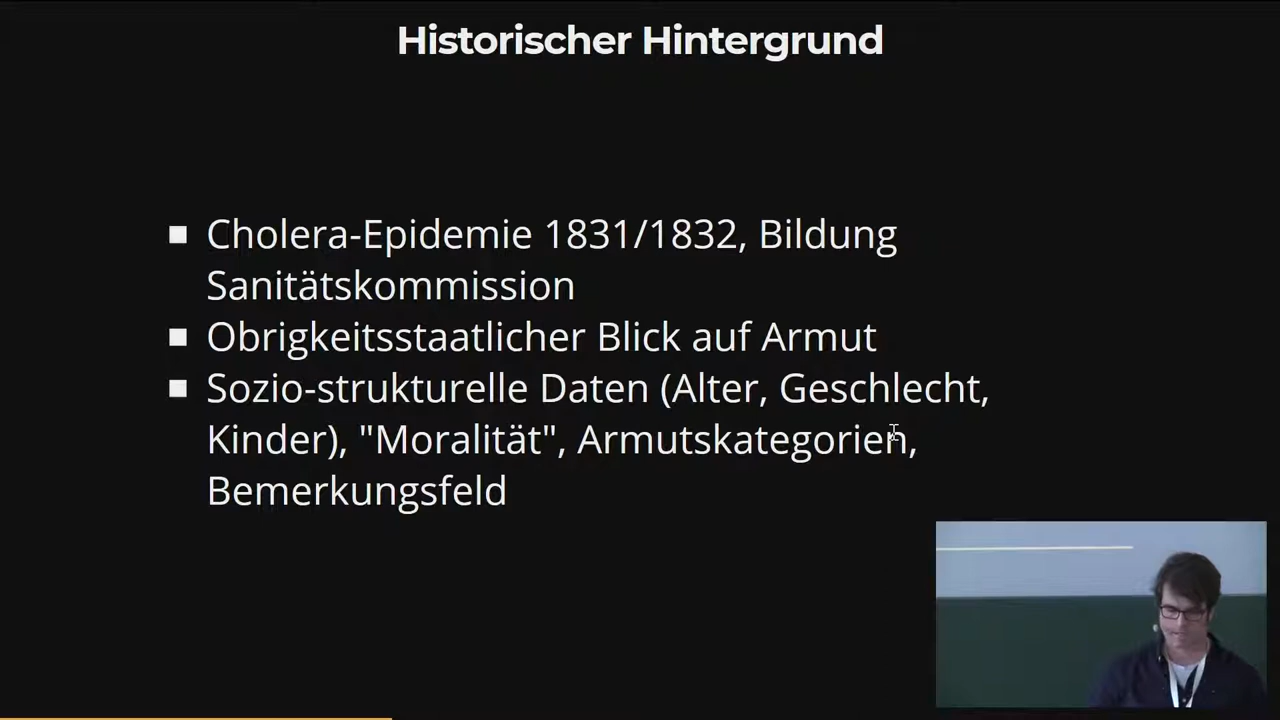 Historischer Hintergrund
Cholera-Epidemie 1831/1832, Bildung
Sanitätskommission
Obrigkeitsstaatlicher Blick auf Armut
Sozio-strukturelle Daten (Alter, Geschlecht,
Kinder), "Moralität", Armutskategorien,
Bemerkungsfeld